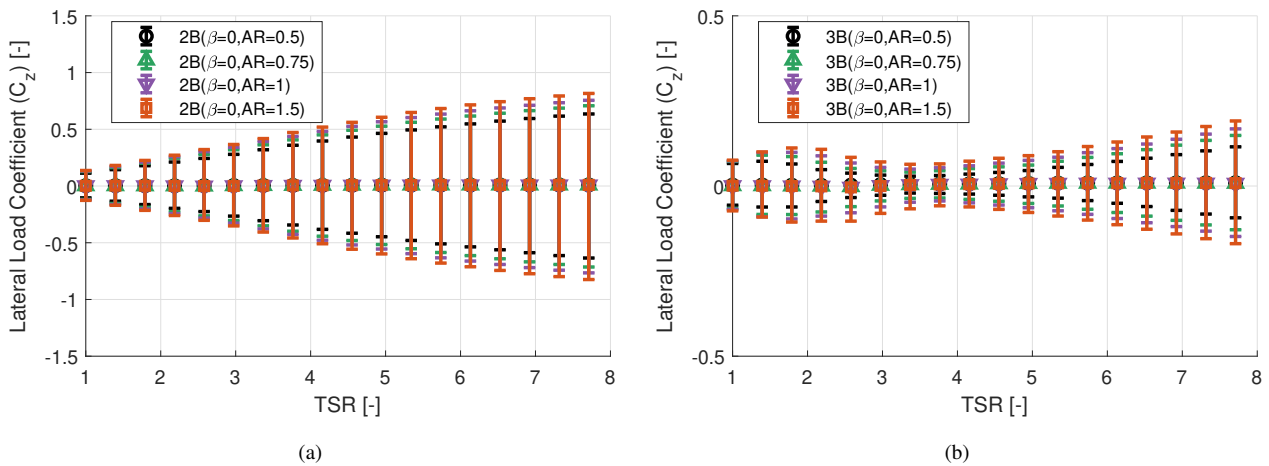 1.5
1
0.5
0
-0.5
-1
-1.5
Lateral Load Coefficient (C_z) [-]
2B(β=0,AR=0.5)
2B(β=0,AR=0.75)
2B(β=0,AR=1)
2B(β=0,AR=1.5)
1 2 3 4 5 6 7 8
TSR [-]
(a)
0.5
0
-0.5
Lateral Load Coefficient (C_z) [-]
3B(β=0,AR=0.5)
3B(β=0,AR=0.75)
3B(β=0,AR=1)
3B(β=0,AR=1.5)
1 2 3 4 5 6 7 8
TSR [-]
(b)